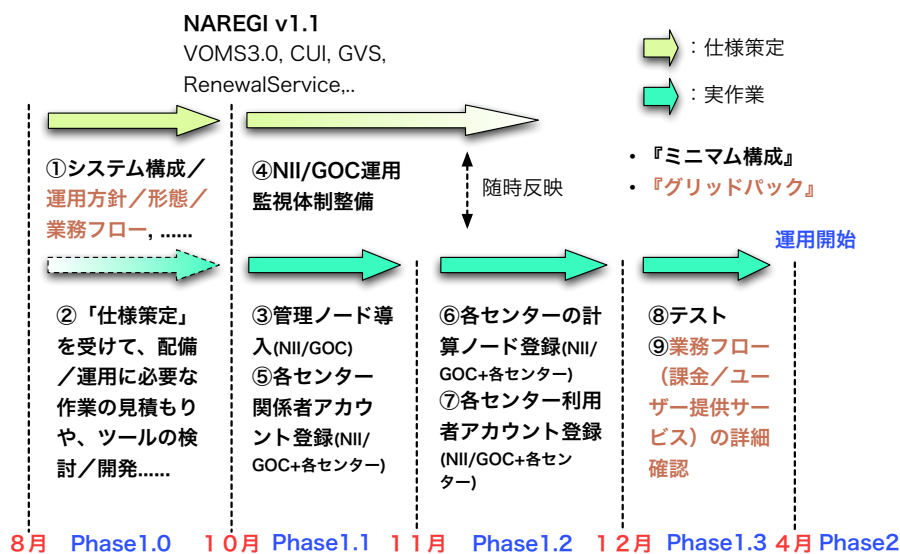 NAREGI v1.1
VOMS3.0, CUI, GVS,
RenewalService,..
：仕様策定
：実作業
①システム構成／
運用方針／形態／
業務フロー, ......
④NII/GOC運用
監視体制整備
随時反映
・『ミニマム構成』
・『グリッドパック』
運用開始
②「仕様策定」
を受けて、配備
／運用に必要な
作業の見積もり
や、ツールの検
討／開発......
③管理ノード導
入(NII/GOC)
⑤各センター
関係者アカウ
ント登録(NII/
GOC+各センター)
⑥各センターの計
算ノード登録(NII/
GOC+各センター)
⑦各センター利用
者アカウント登録
(NII/GOC+各セン
ター)
⑧テスト
⑨業務フロー
（課金／ユー
ザー提供サー
ビス）の詳細
確認
8月 Phase1.0 １０月 Phase1.1 １１月 Phase1.2 １２月 Phase1.3 4月 Phase2